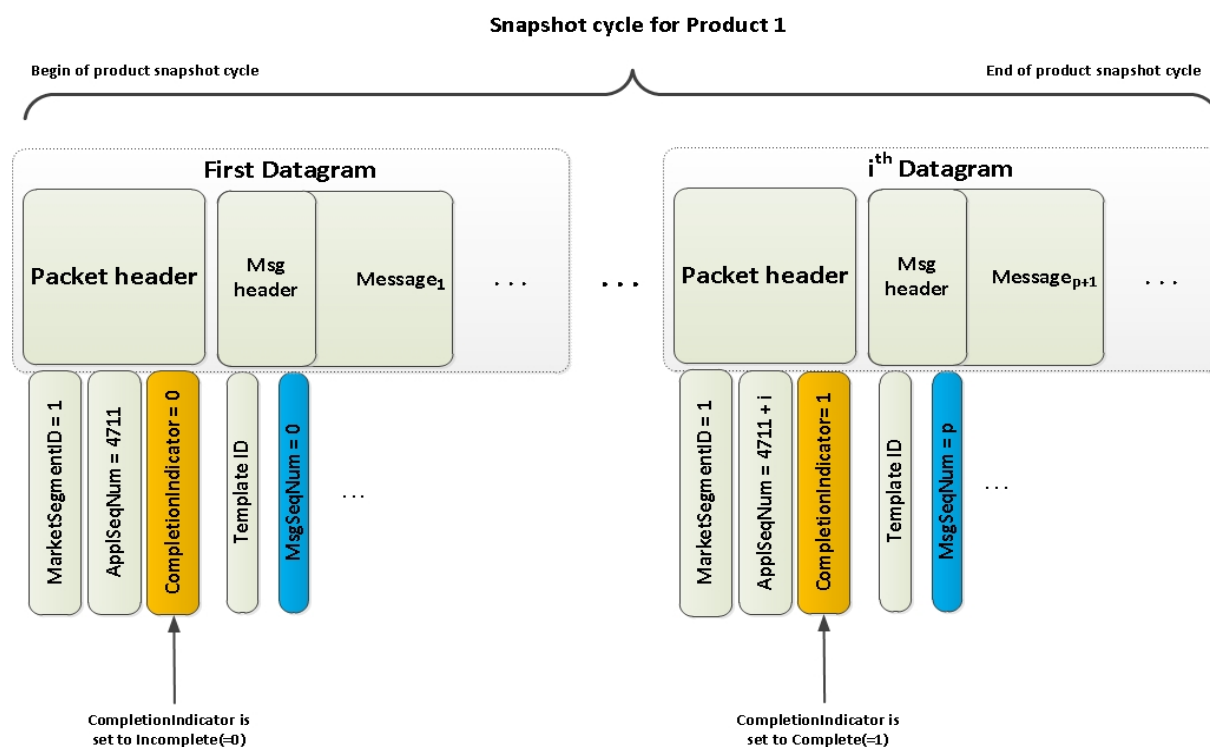 Snapshot cycle for Product 1
Begin of product snapshot cycle
End of product snapshot cycle
First Datagram
Packet header
Msg
header
Message1
. . .
MarketSegmentID = 1
ApplSeqNum = 4711
CompletionIndicator = 0
Template ID
MsgSeqNum = 0
...
CompletionIndicator is
set to Incomplete(=0)
. . .
ith Datagram
Packet header
Msg
header
Messagep+1
. . .
MarketSegmentID = 1
ApplSeqNum = 4711 + i
CompletionIndicator= 1
Template ID
MsgSeqNum = p
...
CompletionIndicator is
set to Complete(=1)